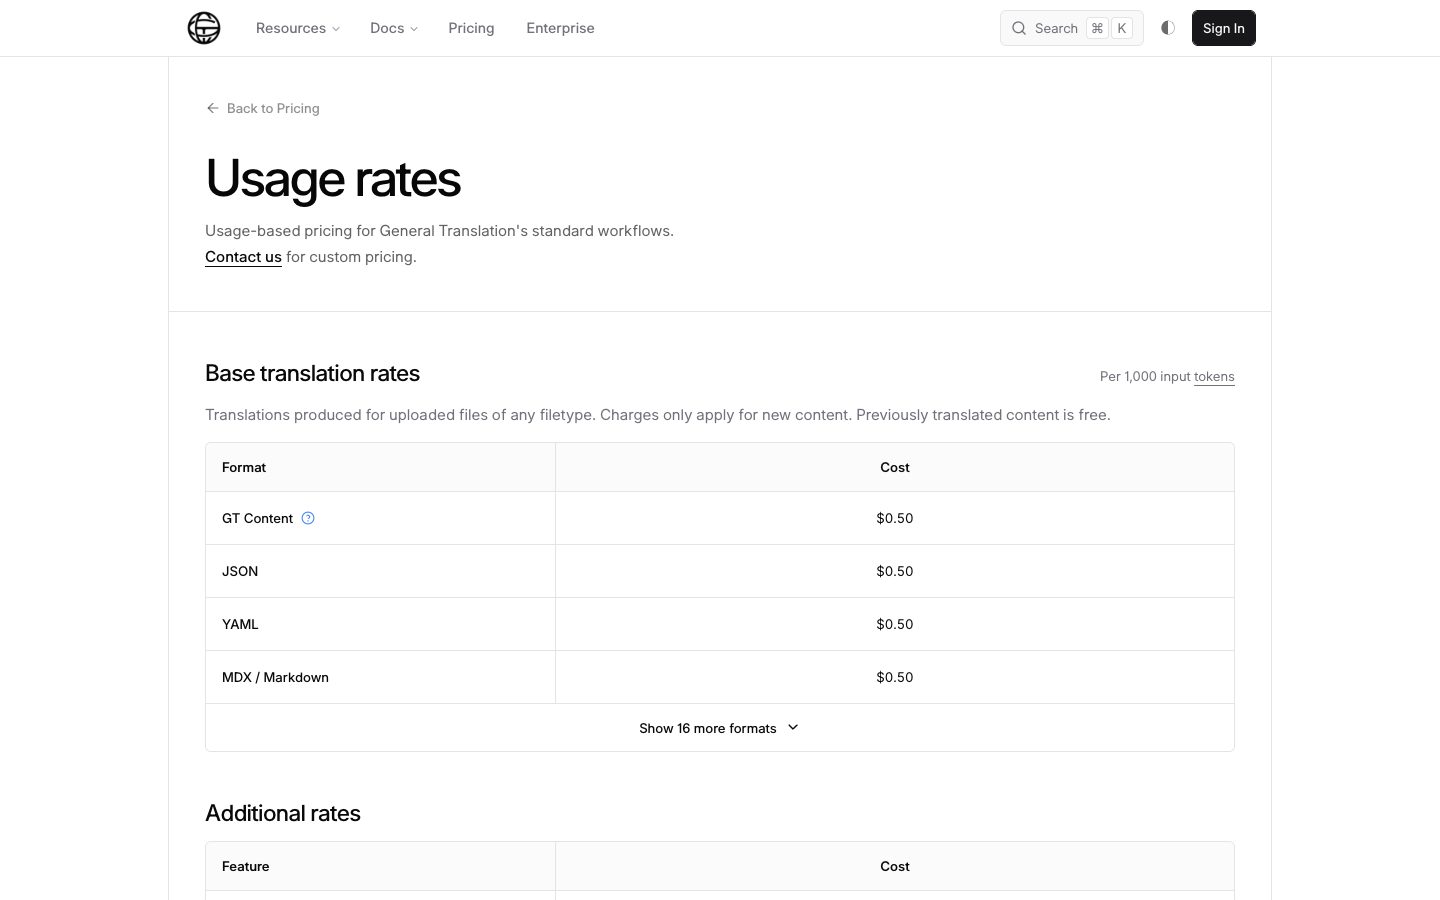 Resources
Docs
Pricing
Enterprise
Search ⌘ K
Sign In
Back to Pricing
Usage rates
Usage-based pricing for General Translation's standard workflows.
Contact us for custom pricing.
Base translation rates
Per 1,000 input tokens
Translations produced for uploaded files of any filetype. Charges only apply for new content. Previously translated content is free.
Format Cost
GT Content $0.50
JSON $0.50
YAML $0.50
MDX / Markdown $0.50
Show 16 more formats
Additional rates
Feature Cost